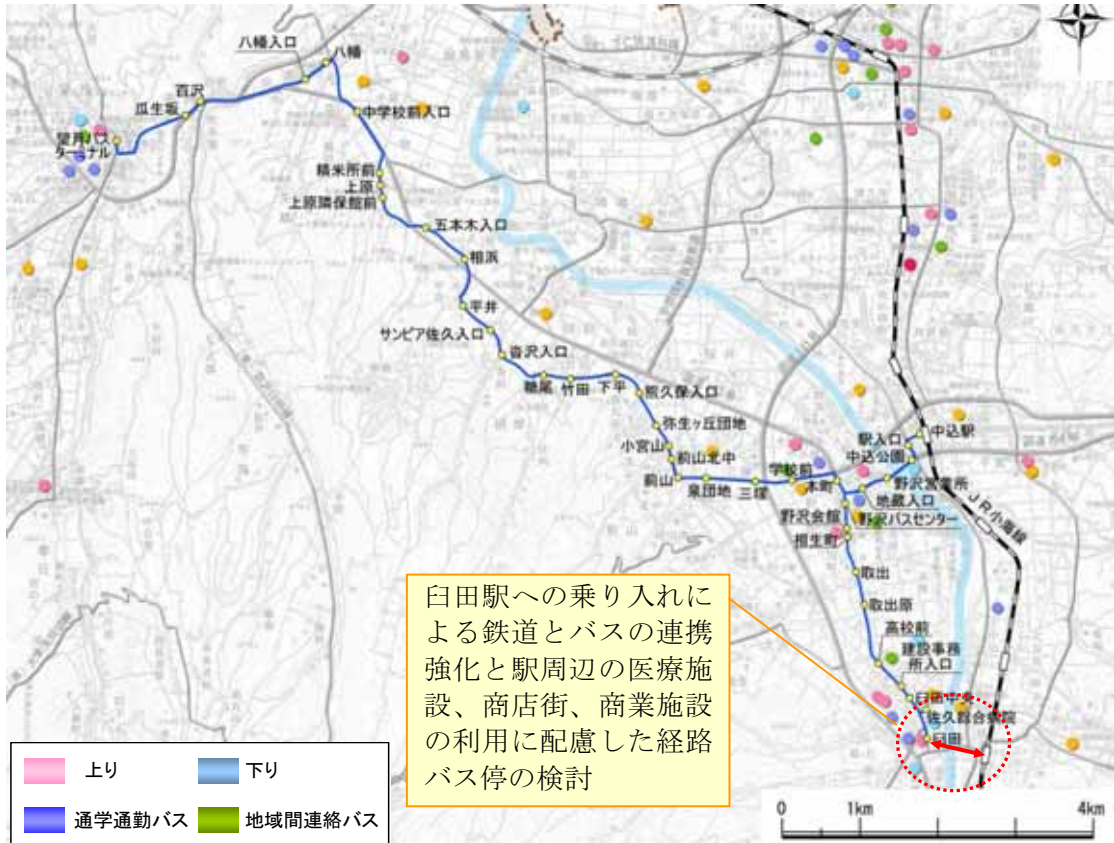 八幡入口
八幡
百沢
瓜生坂
望月バス
ターミナル
中学校前入口
精米所前
上原
上原隣保館前
五本木入口
相浜
平井
サンピア佐久入口
沓沢入口
竹田
下平
熊久保入口
弥生ヶ丘団地
小宮山
前山北中
前山
泉団地
三塚
学校前
本町
駅入口
中込駅
中込公園
野沢営業所
地蔵入口
野沢会館
野沢バスセンター
相生町
JR小海線
取出
取出原
高校前
建設事務
所入口
臼田中央
佐久総合病院
臼田
臼田駅への乗り入れに
よる鉄道とバスの連携
強化と駅周辺の医療施
設、商店街、商業施設
の利用に配慮した経路
バス停の検討
上り
下り
通学通勤バス
地域間連絡バス
0 1km 4km